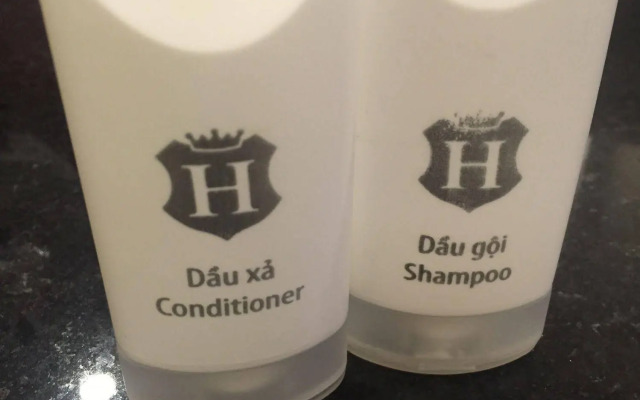 H
Dầu xả
Conditioner
H
Dầu gội
Shampoo